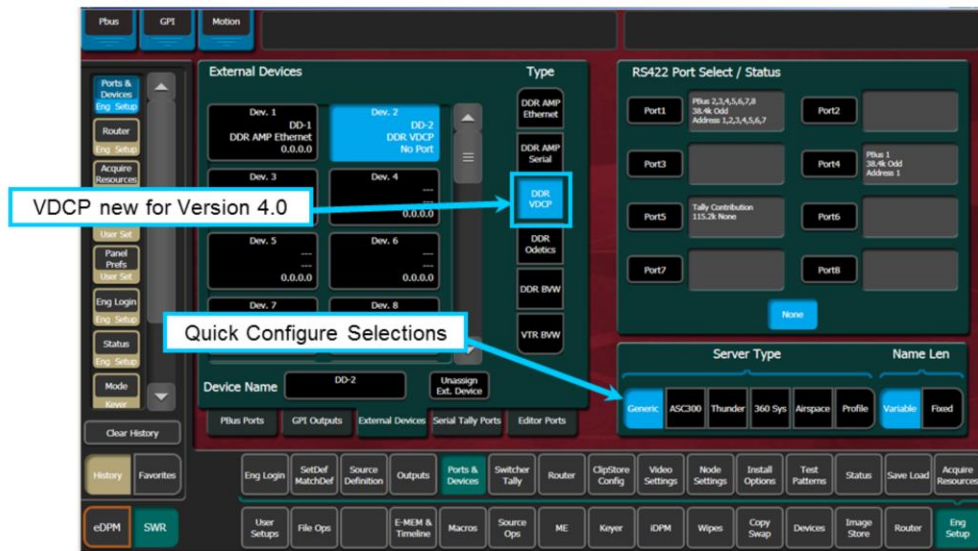 Pbus
GPI
Motion
Ports &
Devices
Eng Setup
Router
Eng Setup
Acquire
Resources
User Set
Panel
Prefs
User Set
Eng Login
Eng Setup
Status
Eng Setup
Mode
Keyer
Clear History
VDCP new for Version 4.0
Quick Configure Selections
External Devices
Type
Dev. 1
DD-1
DDR AMP Ethernet
0.0.0.0
Dev. 2
DD-2
DDR VDCP
No Port
Dev. 3
Dev. 4
---
0.0.0.0
Dev. 5
---
---
0.0.0.0
Dev. 6
---
---
0.0.0.0
Dev. 7
Dev. 8
DDR AMP
Ethernet
DDR AMP
Serial
DDR
VDCP
DDR
Odetics
DDR BVW
VTR BVW
Device Name
DD-2
Unassign
Ext. Device
PBus Ports
GPI Outputs
External Devices
Serial Tally Ports
Editor Ports
RS422 Port Select / Status
Port1
PBus 2,3,4,5,6,7,8
38.4k Odd
Address 1,2,3,4,5,6,7
Port2
Port3
Port4
PBus 1
38.4k Odd
Address 1
Port5
Tally Contribution
115.2k None
Port6
Port7
Port8
None
Server Type
Name Len
Generic
ASC300
Thunder
360 Sys
Airspace
Profile
Variable
Fixed
History
Favorites
Eng Login
SetDef
MatchDef
Source
Definition
Outputs
Ports &
Devices
Switcher
Tally
Router
ClipStore
Config
Video
Settings
Node
Settings
Install
Options
Test
Patterns
Status
Save Load
Acquire
Resources
eDPM
SWR
User
Setups
File Ops
E-MEM &
Timeline
Macros
Source
Ops
ME
Keyer
iDPM
Wipes
Copy
Swap
Devices
Image
Store
Router
Eng
Setup